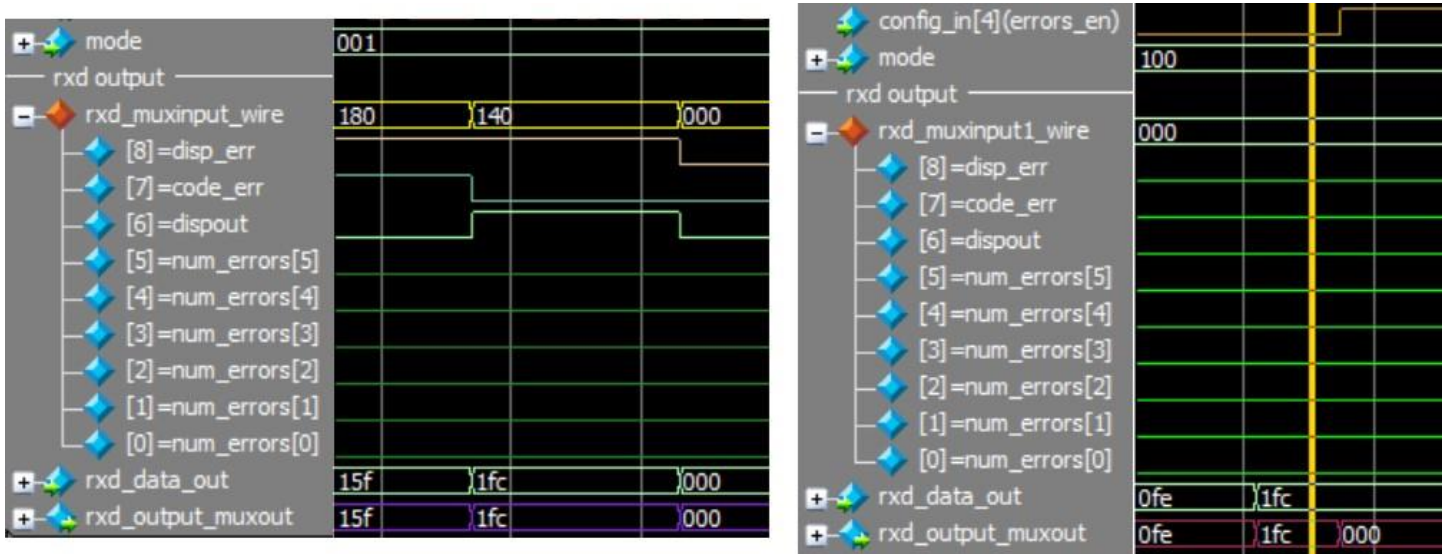 mode 001
rxd output
rxd_muxinput_wire 180 140 000
[8]=disp_err
[7]=code_err
[6]=dispout
[5]=num_errors[5]
[4]=num_errors[4]
[3]=num_errors[3]
[2]=num_errors[2]
[1]=num_errors[1]
[0]=num_errors[0]
rxd_data_out 15f 1fc 000
rxd_output_muxout 15f 1fc 000
config_in[4](errors_en)
mode 100
rxd output
rxd_muxinput1_wire 000
[8]=disp_err
[7]=code_err
[6]=dispout
[5]=num_errors[5]
[4]=num_errors[4]
[3]=num_errors[3]
[2]=num_errors[2]
[1]=num_errors[1]
[0]=num_errors[0]
rxd_data_out 0fe 1fc
rxd_output_muxout 0fe 1fc 000